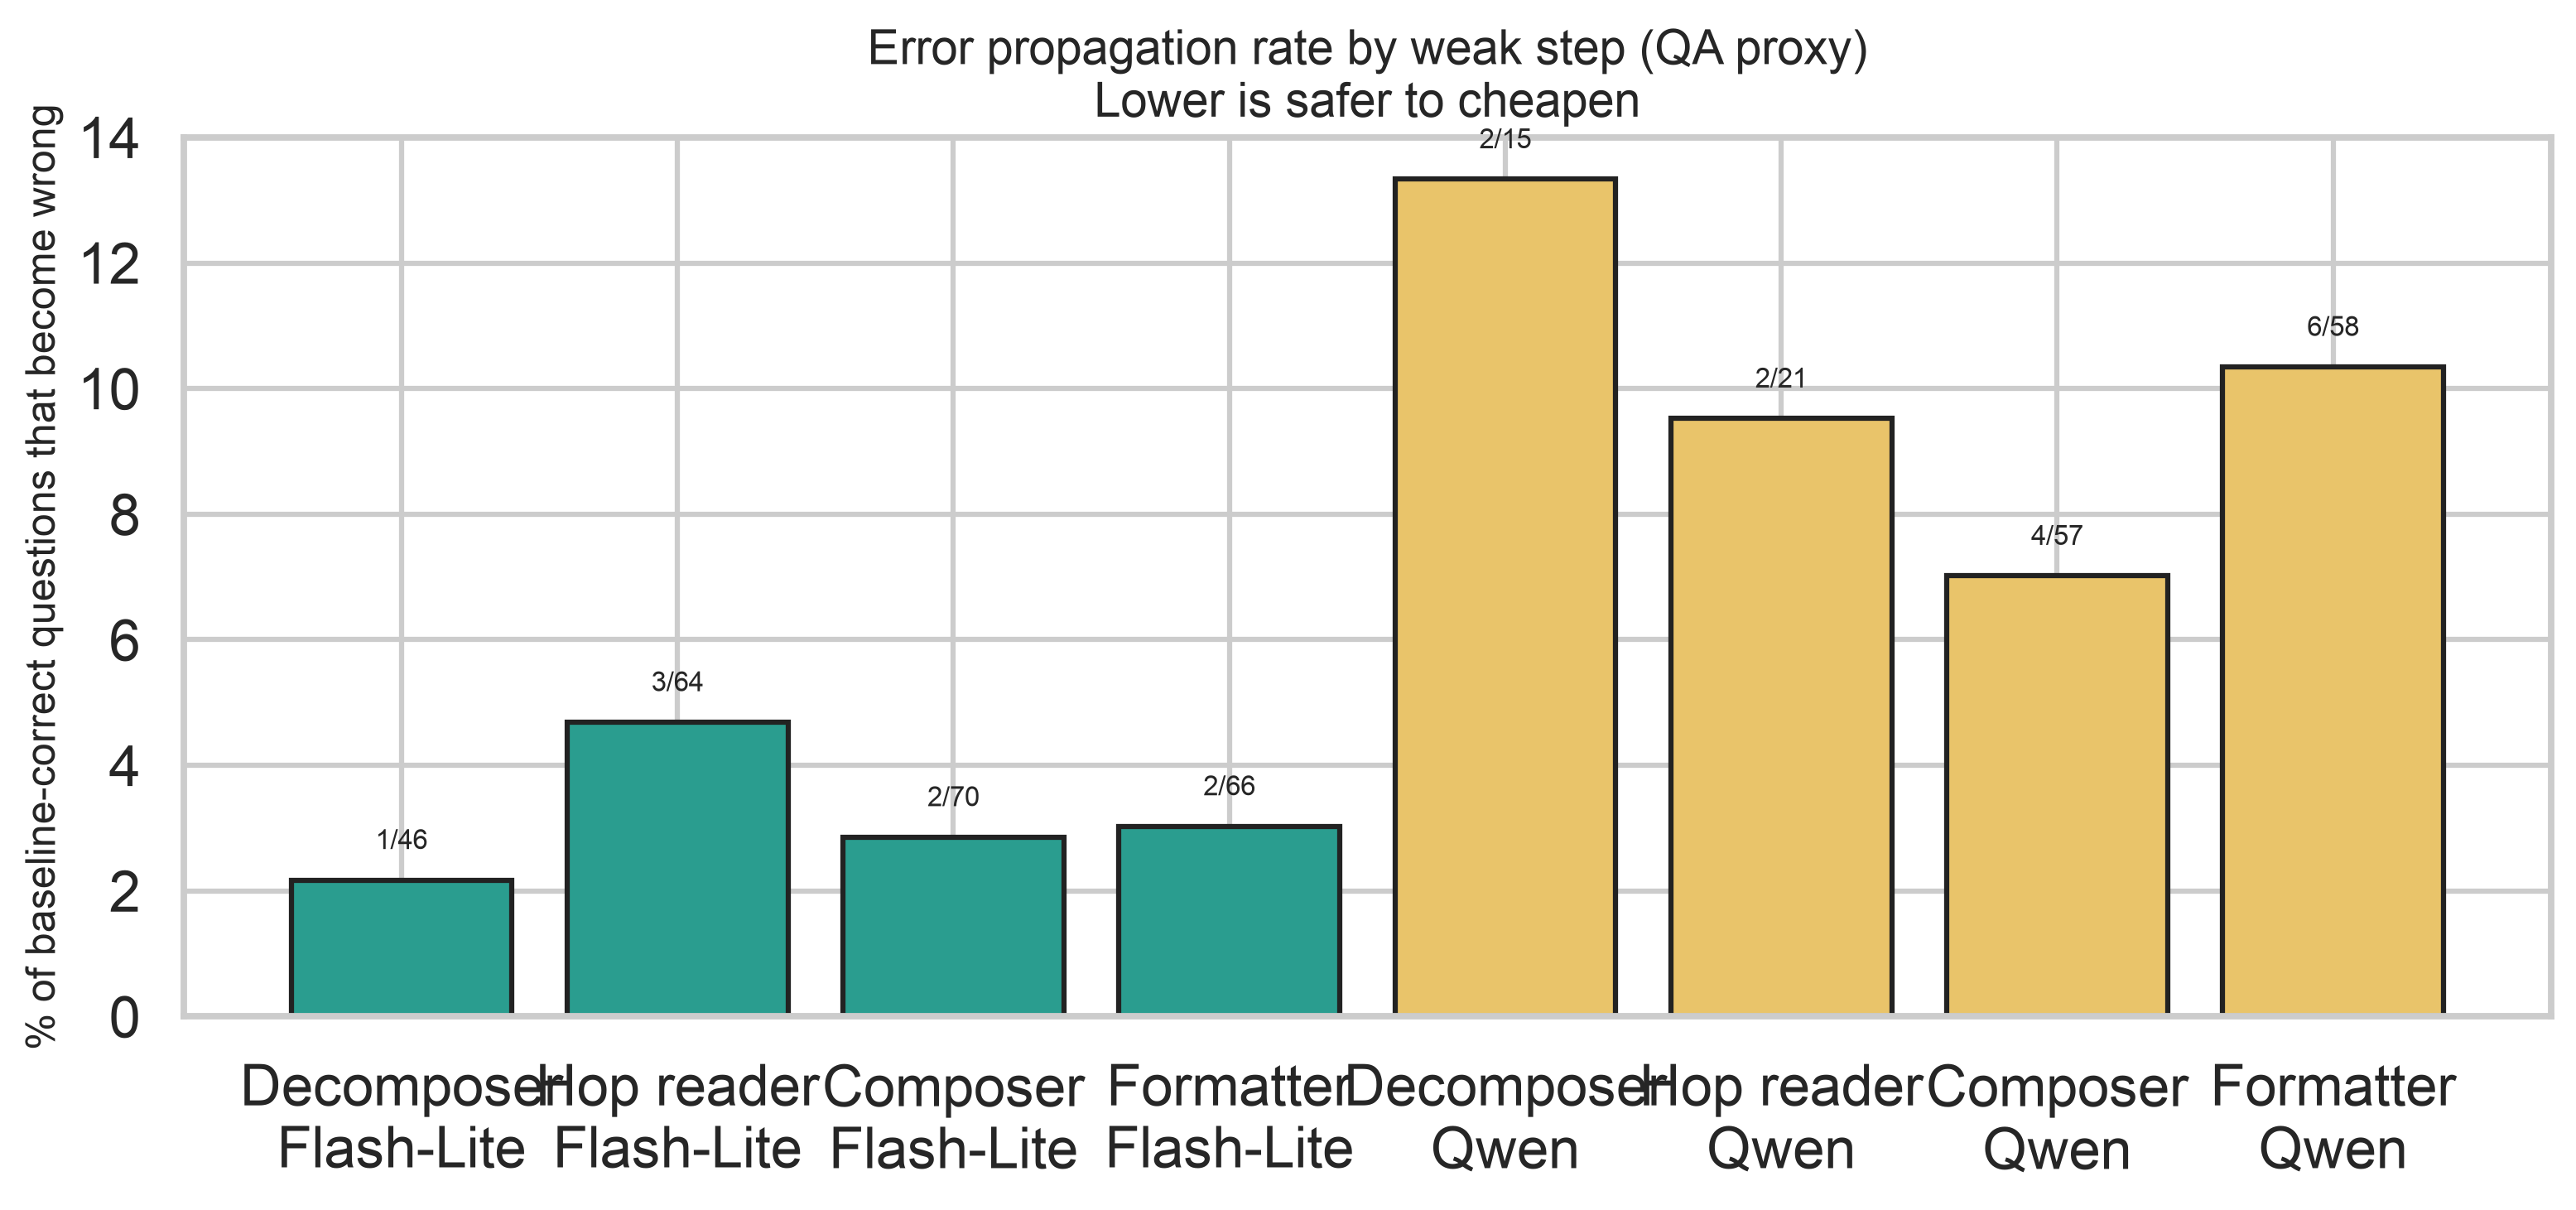 Error propagation rate by weak step (QA proxy)
Lower is safer to cheapen
% of baseline-correct questions that become wrong
14
12
10
8
6
4
2
0
1/46
3/64
2/70
2/66
2/15
2/21
4/57
6/58
Decomposer
Flash-Lite
Hop reader
Flash-Lite
Composer
Flash-Lite
Formatter
Flash-Lite
Decomposer
Qwen
Hop reader
Qwen
Composer
Qwen
Formatter
Qwen